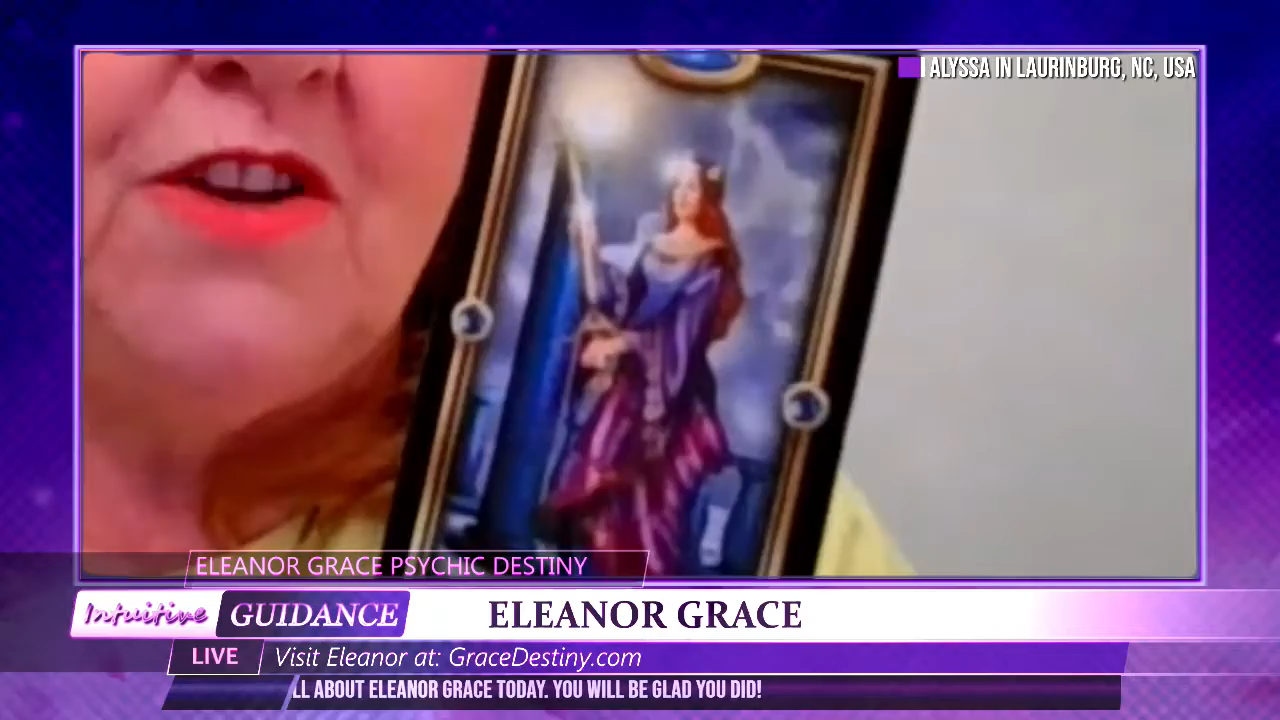 ALYSSA IN LAURINBURG, NC, USA
ELEANOR GRACE PSYCHIC DESTINY
Intuitive GUIDANCE
ELEANOR GRACE
LIVE
Visit Eleanor at: GraceDestiny.com
LL ABOUT ELEANOR GRACE TODAY. YOU WILL BE GLAD YOU DID!